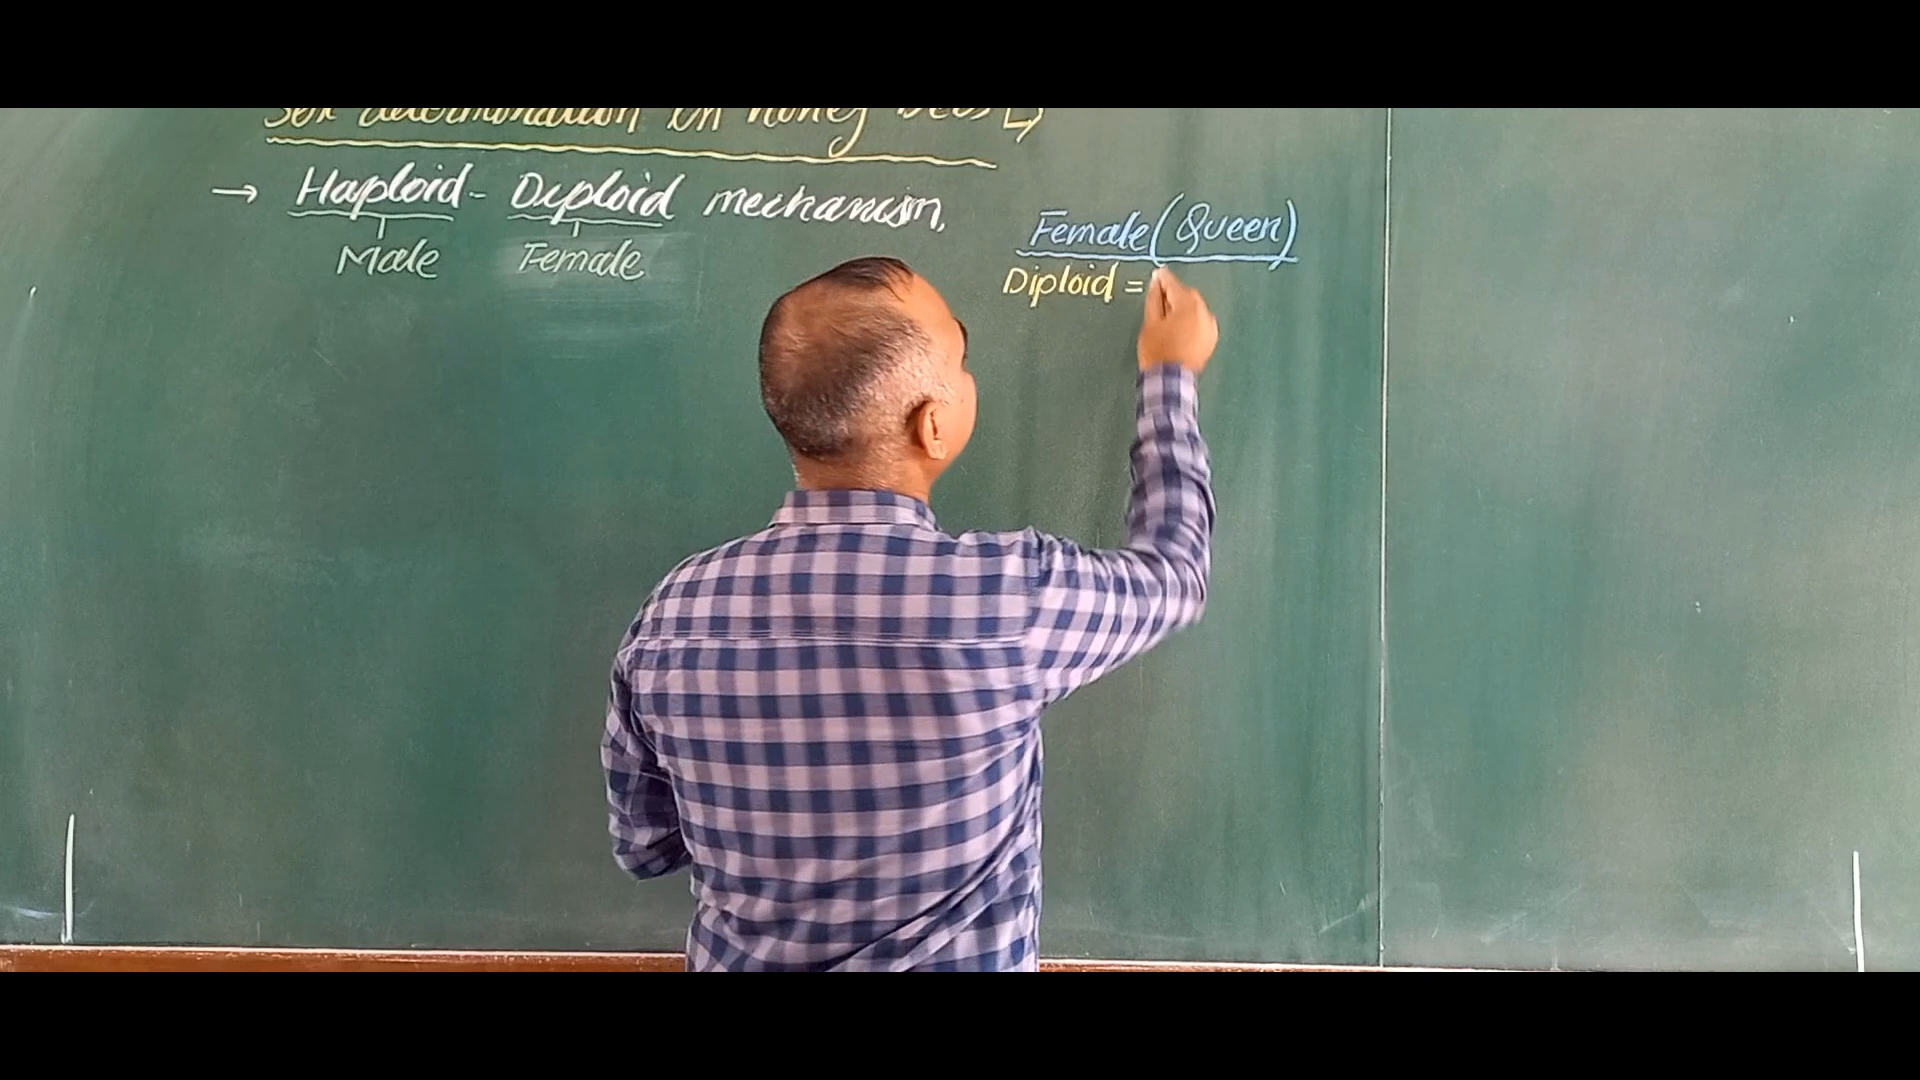 Sex determination in honey bees
→ Haploid - Diploid mechanism.
Male Female
Female (Queen)
Diploid =